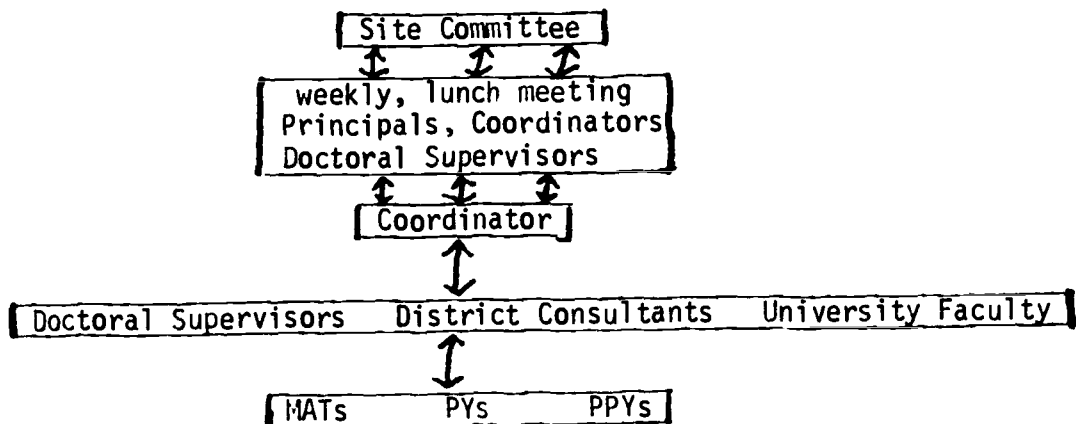 Site Committee
weekly, lunch meeting
Principals, Coordinators
Doctoral Supervisors
Coordinator
Doctoral Supervisors District Consultants University Faculty
MATs PYs PPYs